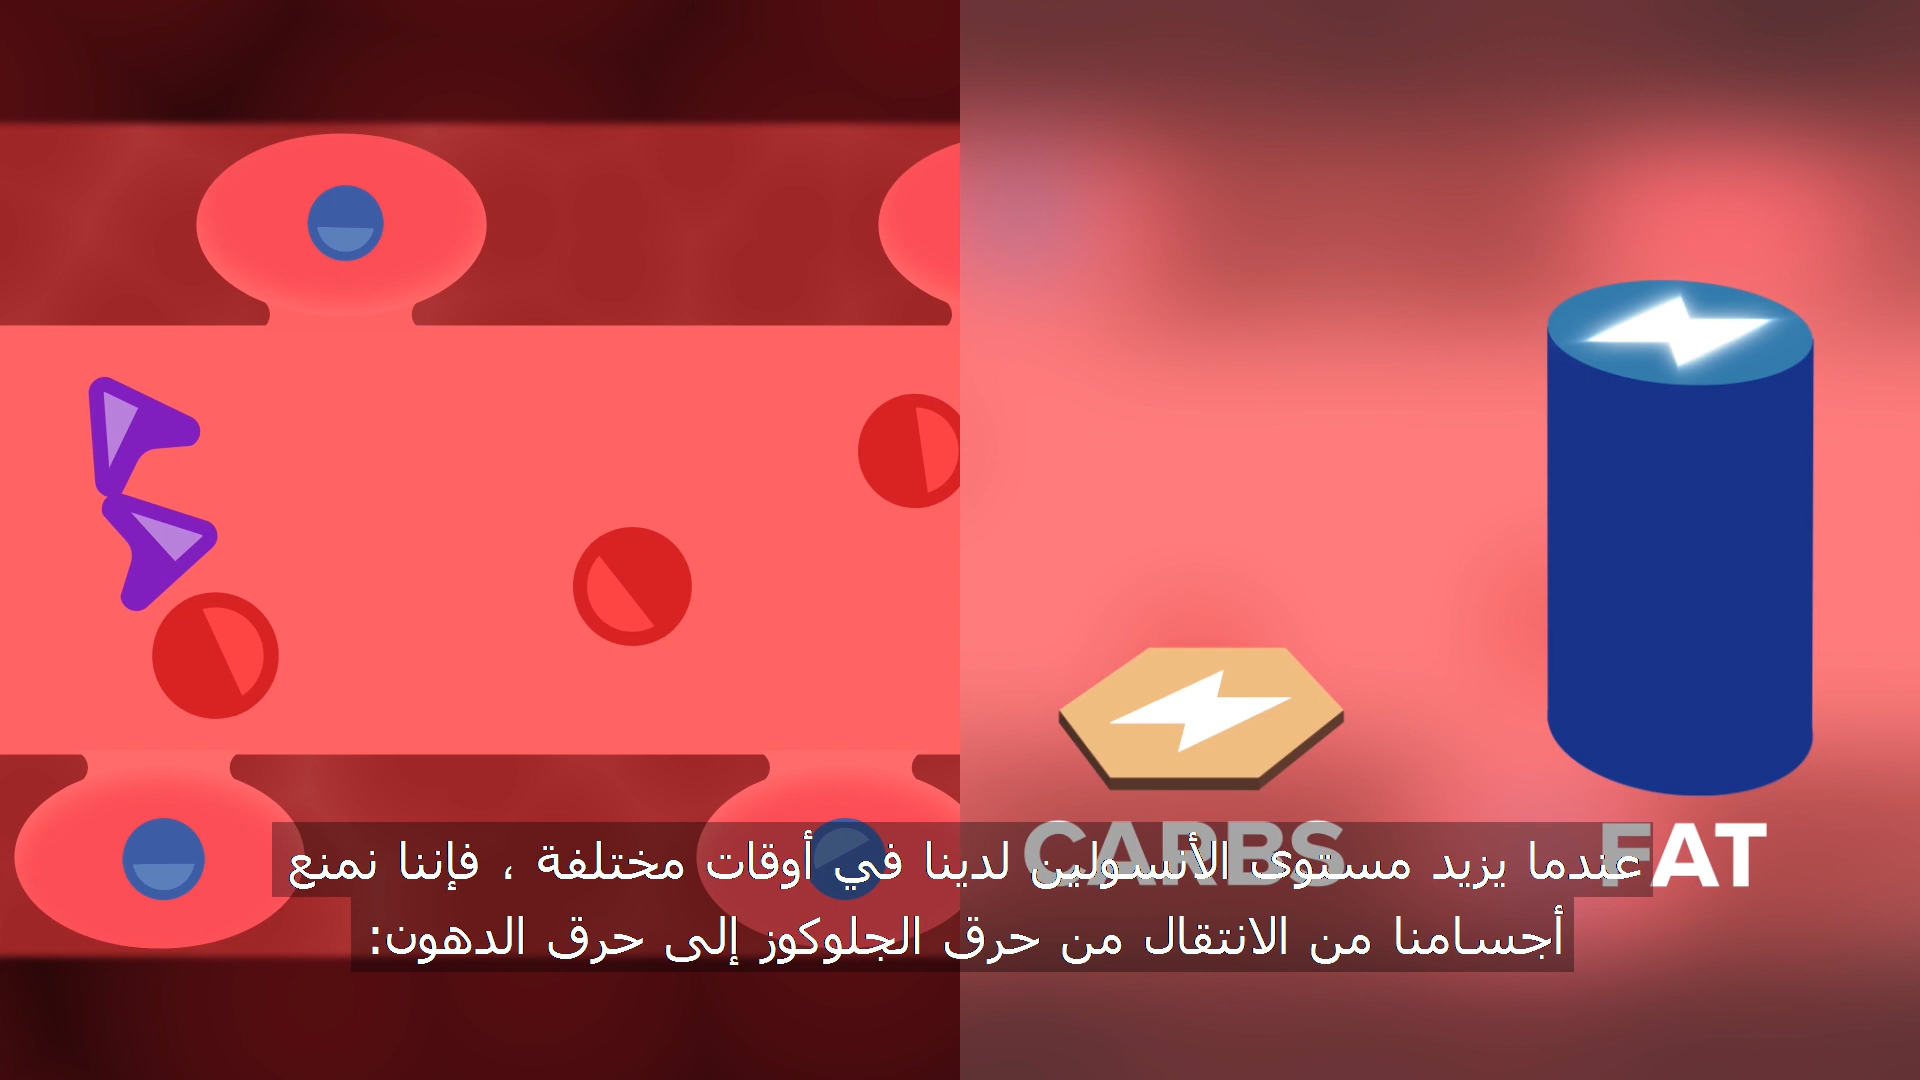 CARBS
FAT
عندما يزيد مستوى الأنسولين لدينا في أوقات مختلفة ، فإننا نمنع
أجسامنا من الانتقال من حرق الجلوكوز إلى حرق الدهون: